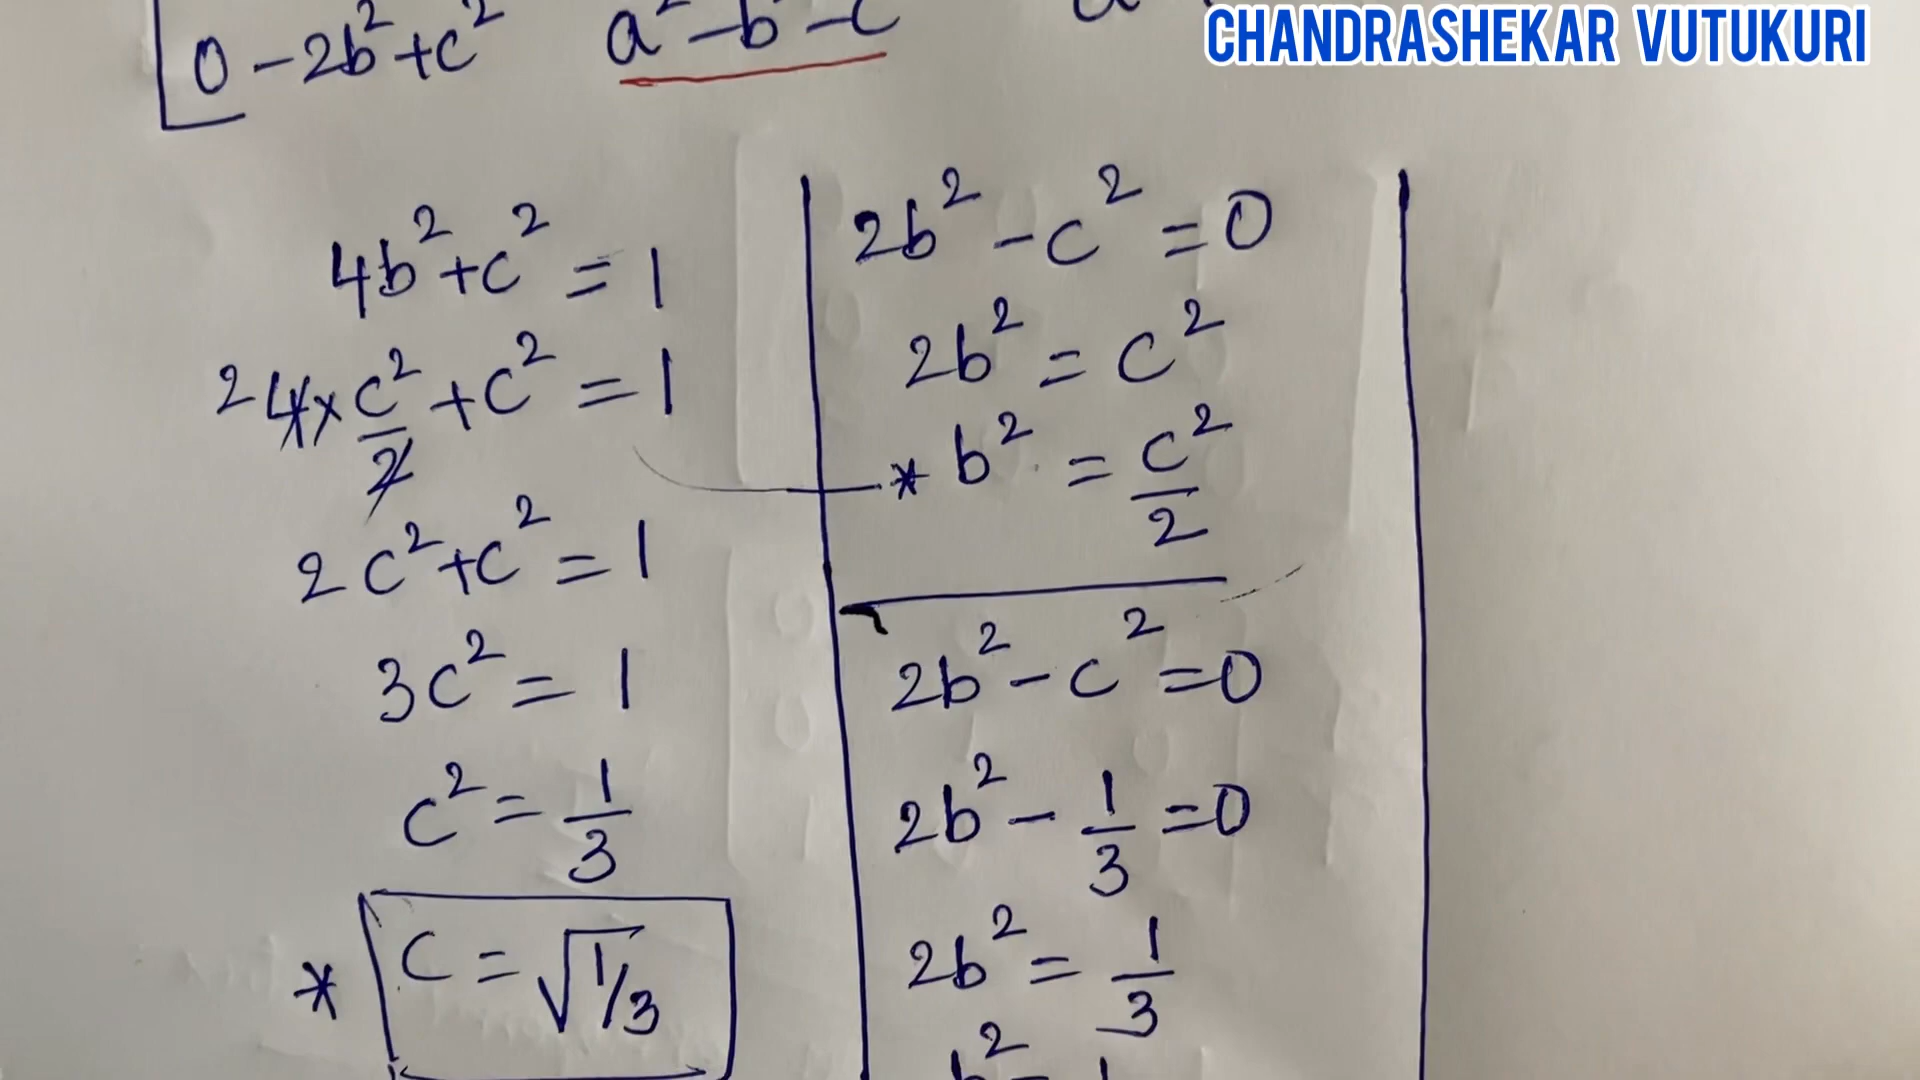 CHANDRASHEKAR VUTUKURI
0 - 2b² + c² a² - b² - c
4b² + c² = 1
2 4 × c²/2 + c² = 1
2c² + c² = 1
3c² = 1
c² = 1/3
* c = √1/3
2b² - c² = 0
2b² = c²
* b² = c²/2
2b² - c² = 0
2b² - 1/3 = 0
2b² = 1/3